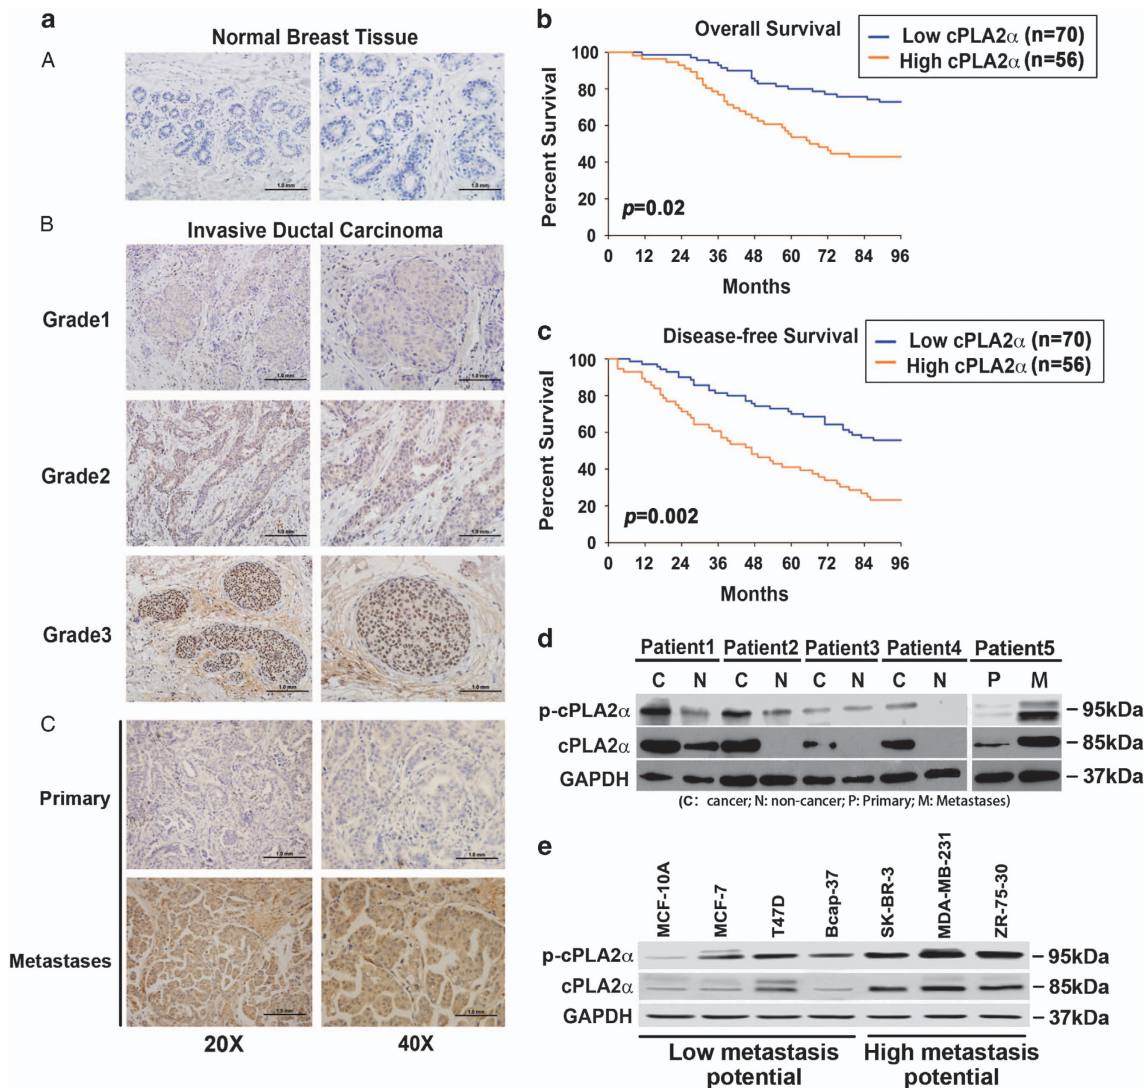 a
Normal Breast Tissue
A
1.0 mm
1.0 mm
B
Invasive Ductal Carcinoma
Grade1
1.0 mm
1.0 mm
Grade2
1.0 mm
1.0 mm
Grade3
1.0 mm
1.0 mm
C
Primary
1.0 mm
1.0 mm
Metastases
1.0 mm
1.0 mm
20X 40X
b
Overall Survival
Low cPLA2α (n=70)
High cPLA2α (n=56)
Percent Survival
100
80
60
40
20
0
p=0.02
0 12 24 36 48 60 72 84 96
Months
c
Disease-free Survival
Low cPLA2α (n=70)
High cPLA2α (n=56)
Percent Survival
100
80
60
40
20
0
p=0.002
0 12 24 36 48 60 72 84 96
Months
d
Patient1 Patient2 Patient3 Patient4 Patient5
C N C N C N C N P M
p-cPLA2α – 95kDa
cPLA2α – 85kDa
GAPDH – 37kDa
(C: cancer; N: non-cancer; P: Primary; M: Metastases)
e
MCF-10A
MCF-7
T47D
Bcap-37
SK-BR-3
MDA-MB-231
ZR-75-30
p-cPLA2α – 95kDa
cPLA2α – 85kDa
GAPDH – 37kDa
Low metastasis potential
High metastasis potential